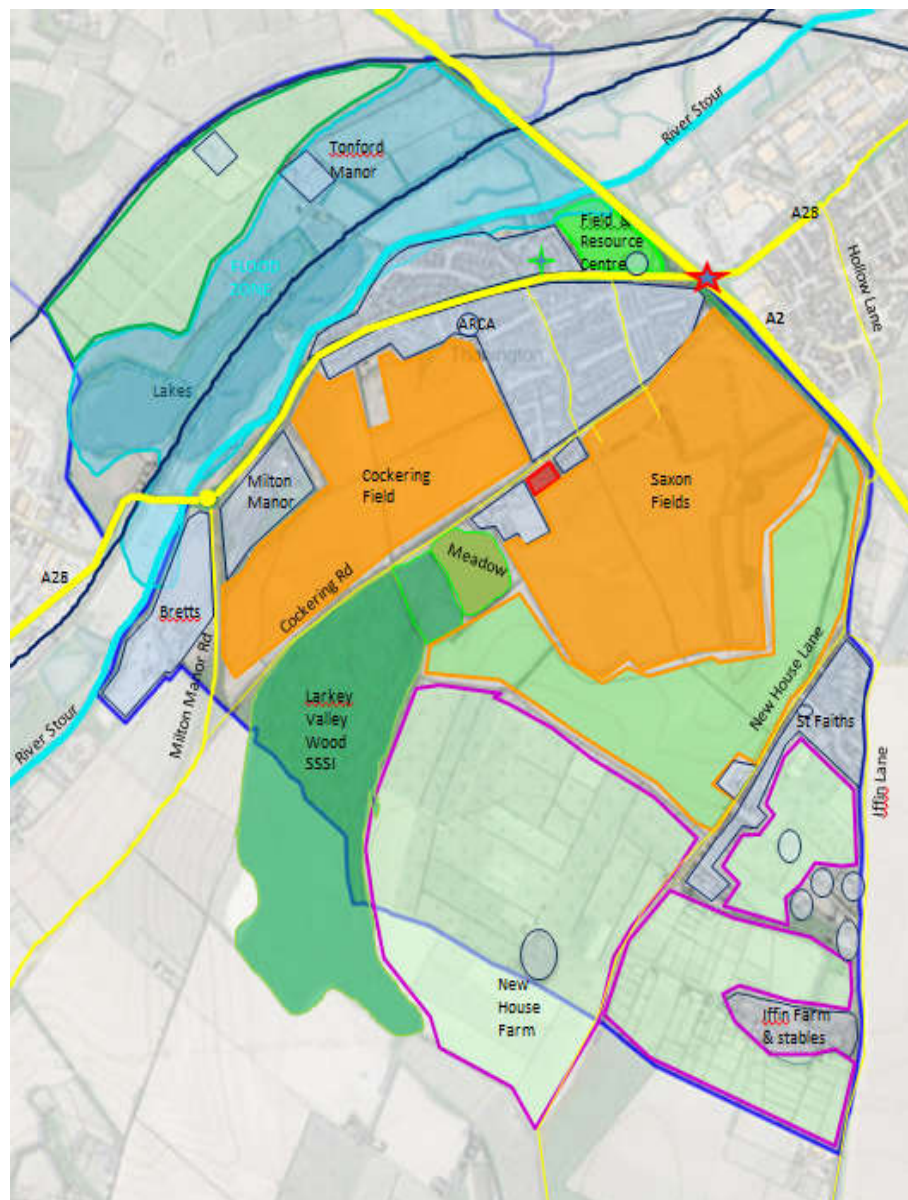 River Stour
Tonford
Manor
A28
Field &
Resource
Centre
Hollow Lane
FLOOD
ZONE
A2
ARCA
Thanington
Lakes
Milton
Manor
Cockering
Field
Saxon
Fields
Meadow
A28
Cockering Rd
Bretts
New House Lane
Milton Manor Rd
River Stour
Larkey
Valley
Wood
SSSI
St Faiths
Iffin Lane
New
House
Farm
Iffin Farm
& stables